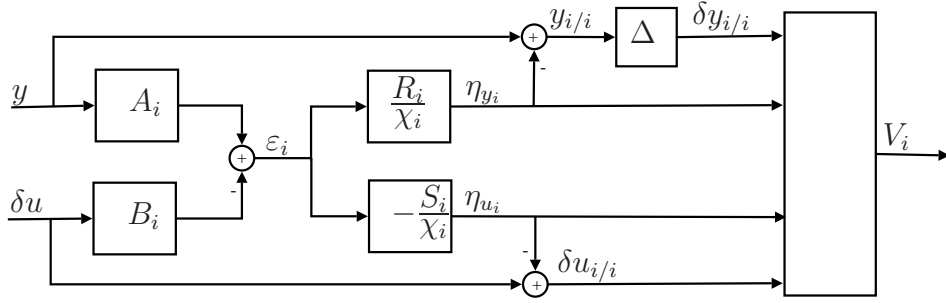 y
A_i
δu
B_i
+
-
ε_i
R_i
χ_i
- S_i
χ_i
η_{y_i}
η_{u_i}
+
-
y_{i/i}
Δ
δy_{i/i}
-
+
δu_{i/i}
V_i